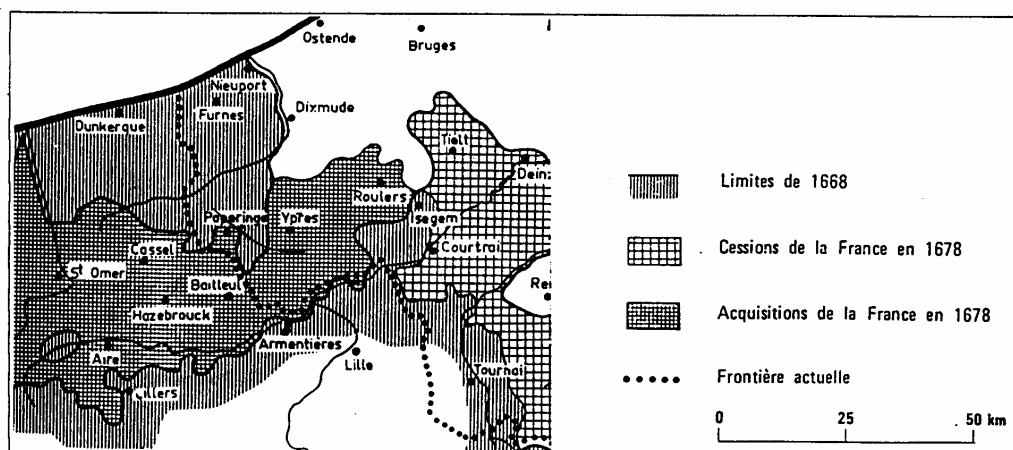 Ostende
Bruges
Nieuport
Furnes
Dunkerque
Dixmude
Tielt
Roulers
Isegem
Poperinge
Ypres
Courtrai
Cassel
St Omer
Bailleul
Hazebrouck
Armentières
Aire
Lille
Tournai
Limites de 1668
Cessions de la France en 1678
Acquisitions de la France en 1678
Frontière actuelle
0 25 50 km